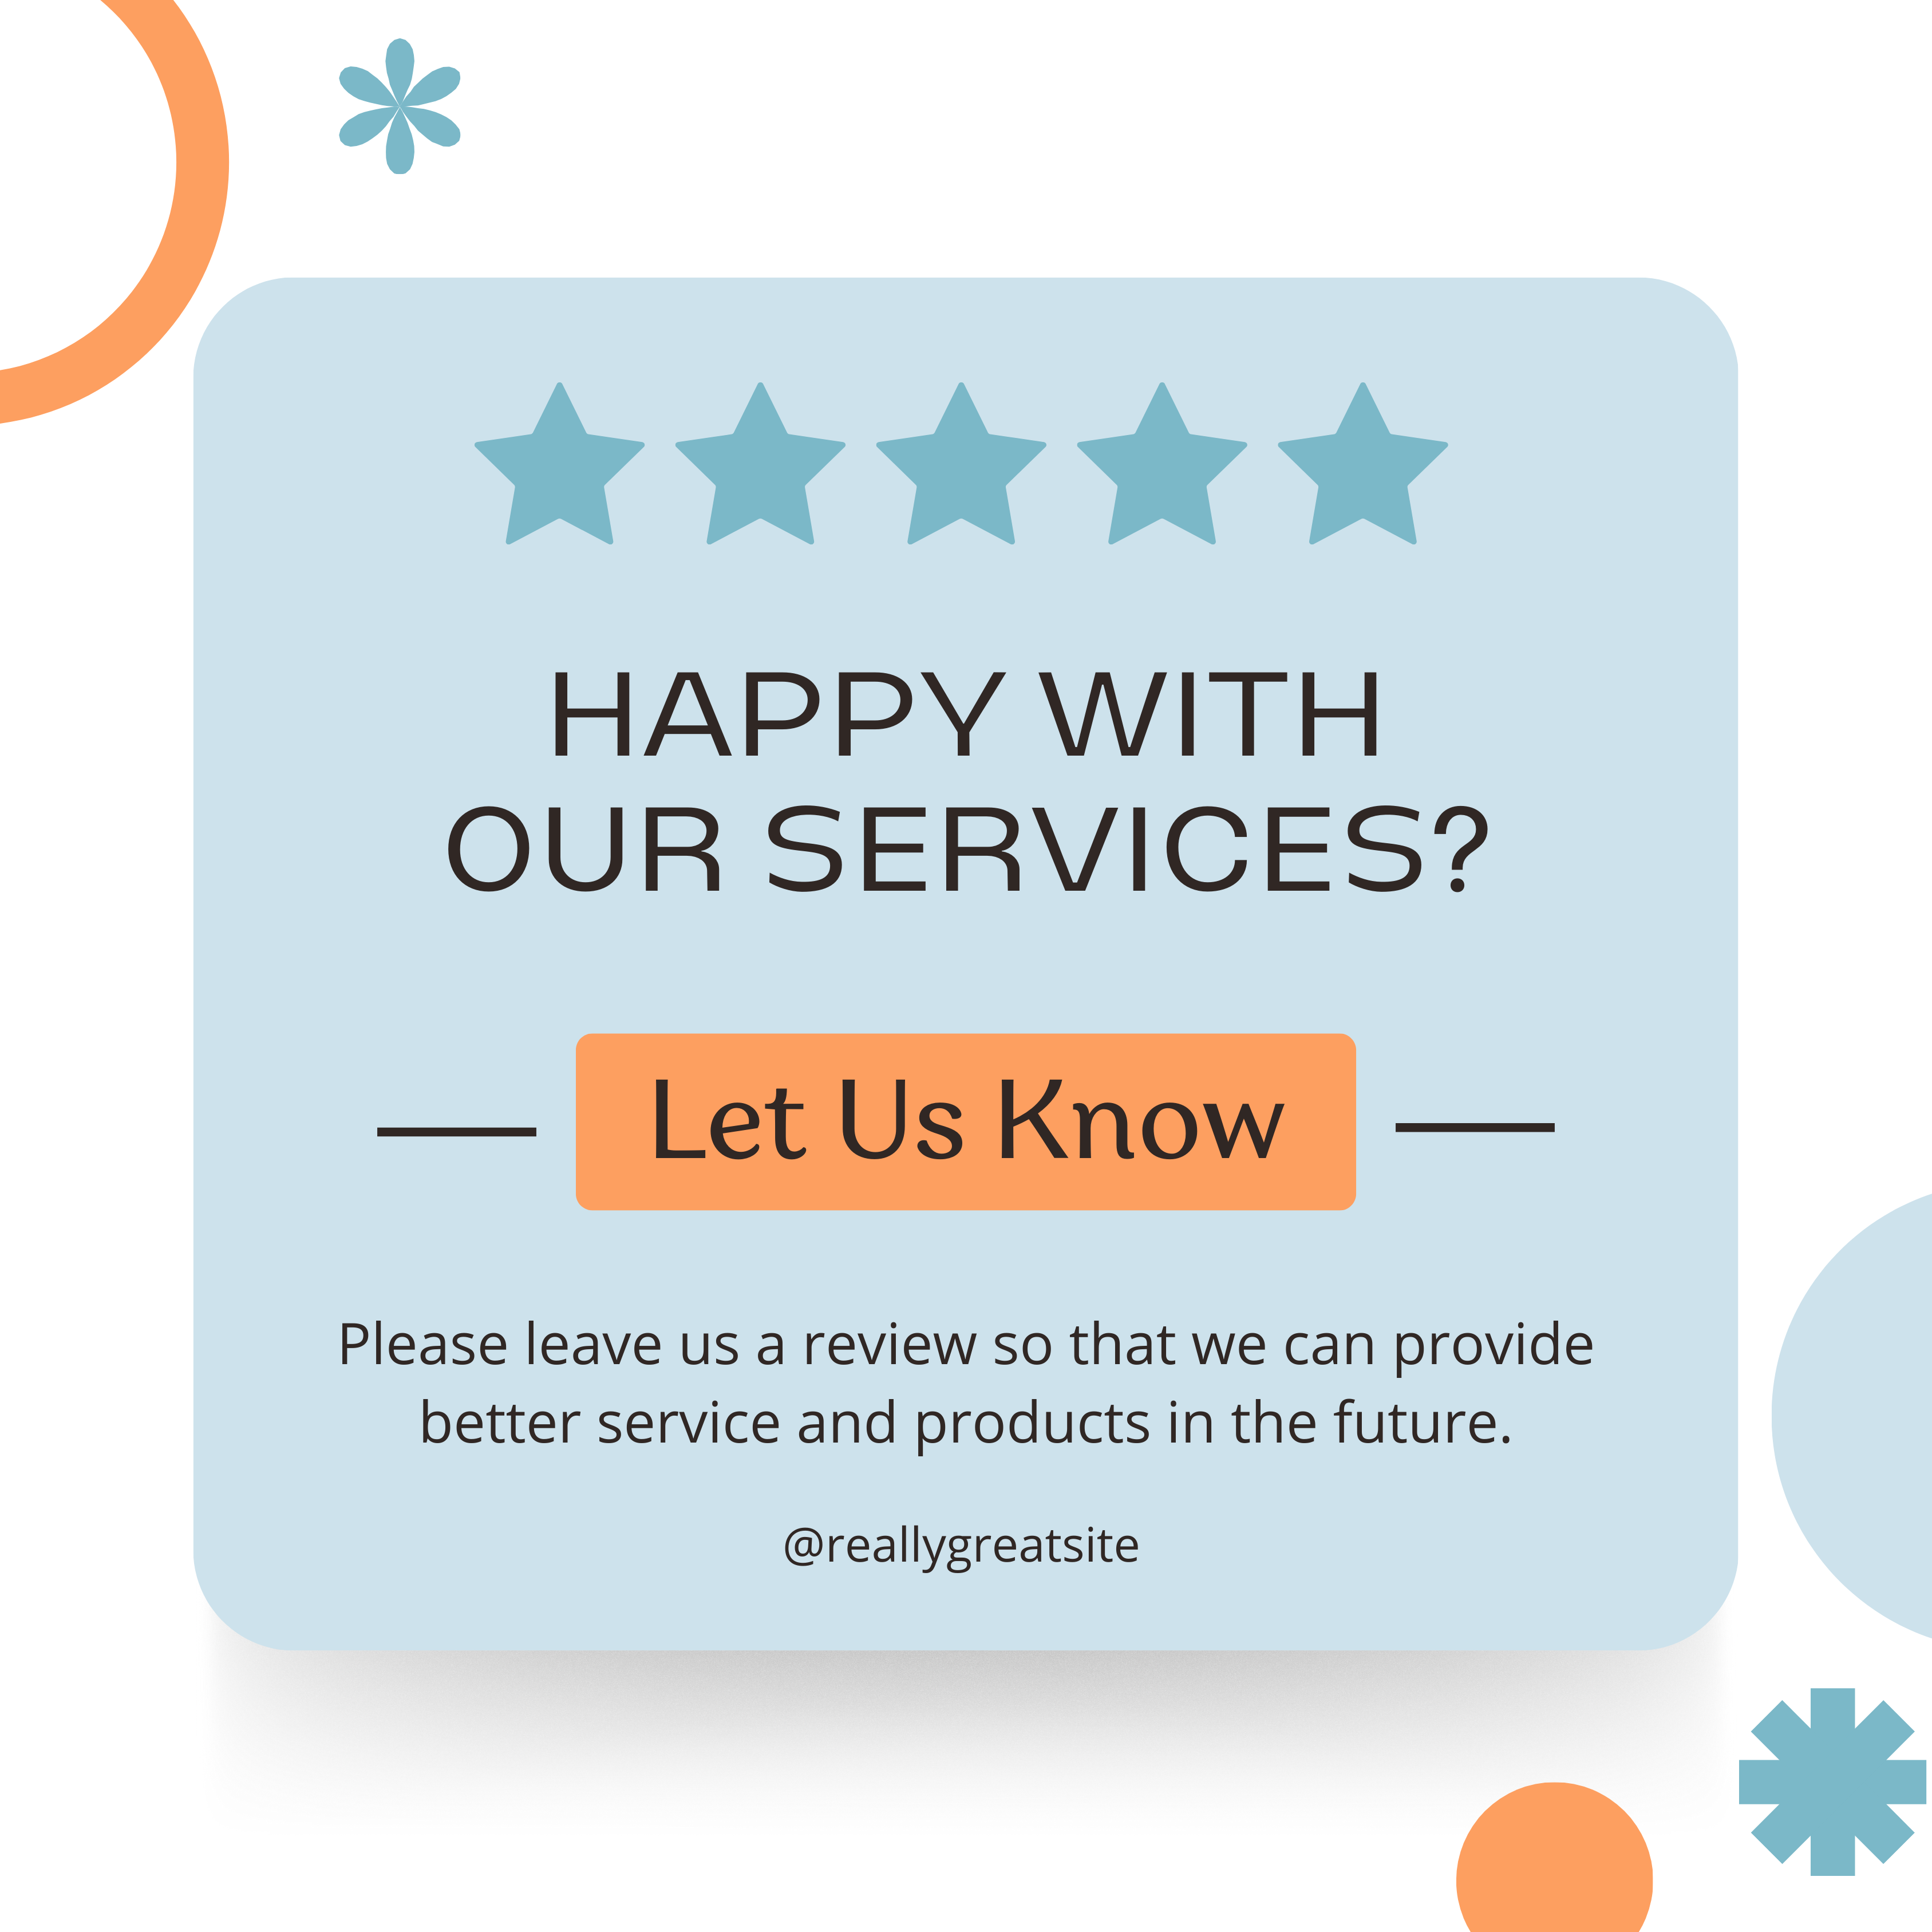 HAPPY WITH
OUR SERVICES?
Let Us Know
Please leave us a review so that we can provide
better service and products in the future.
@reallygreatsite